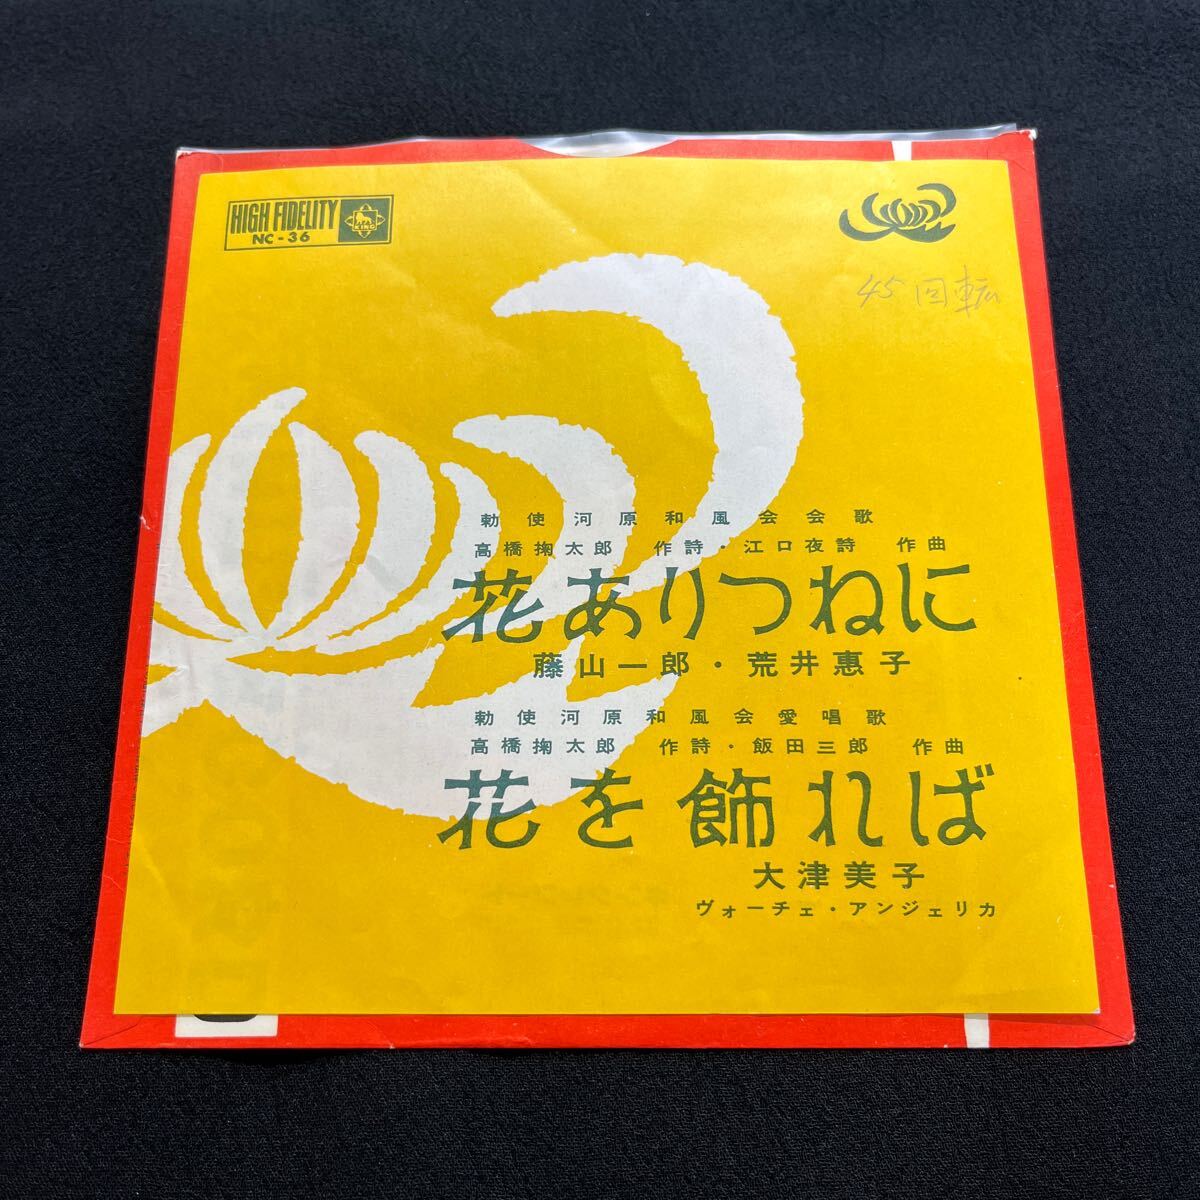 HIGH FIDELITY
NC-36
KING
45回転
勅使河原和風会会歌
高橋掬太郎 作詩・江口夜詩 作曲
花ありつねに
藤山一郎・荒井惠子
勅使河原和風会愛唱歌
高橋掬太郎 作詩・飯田三郎 作曲
花を飾れば
大津美子
ヴォーチェ・アンジェリカ